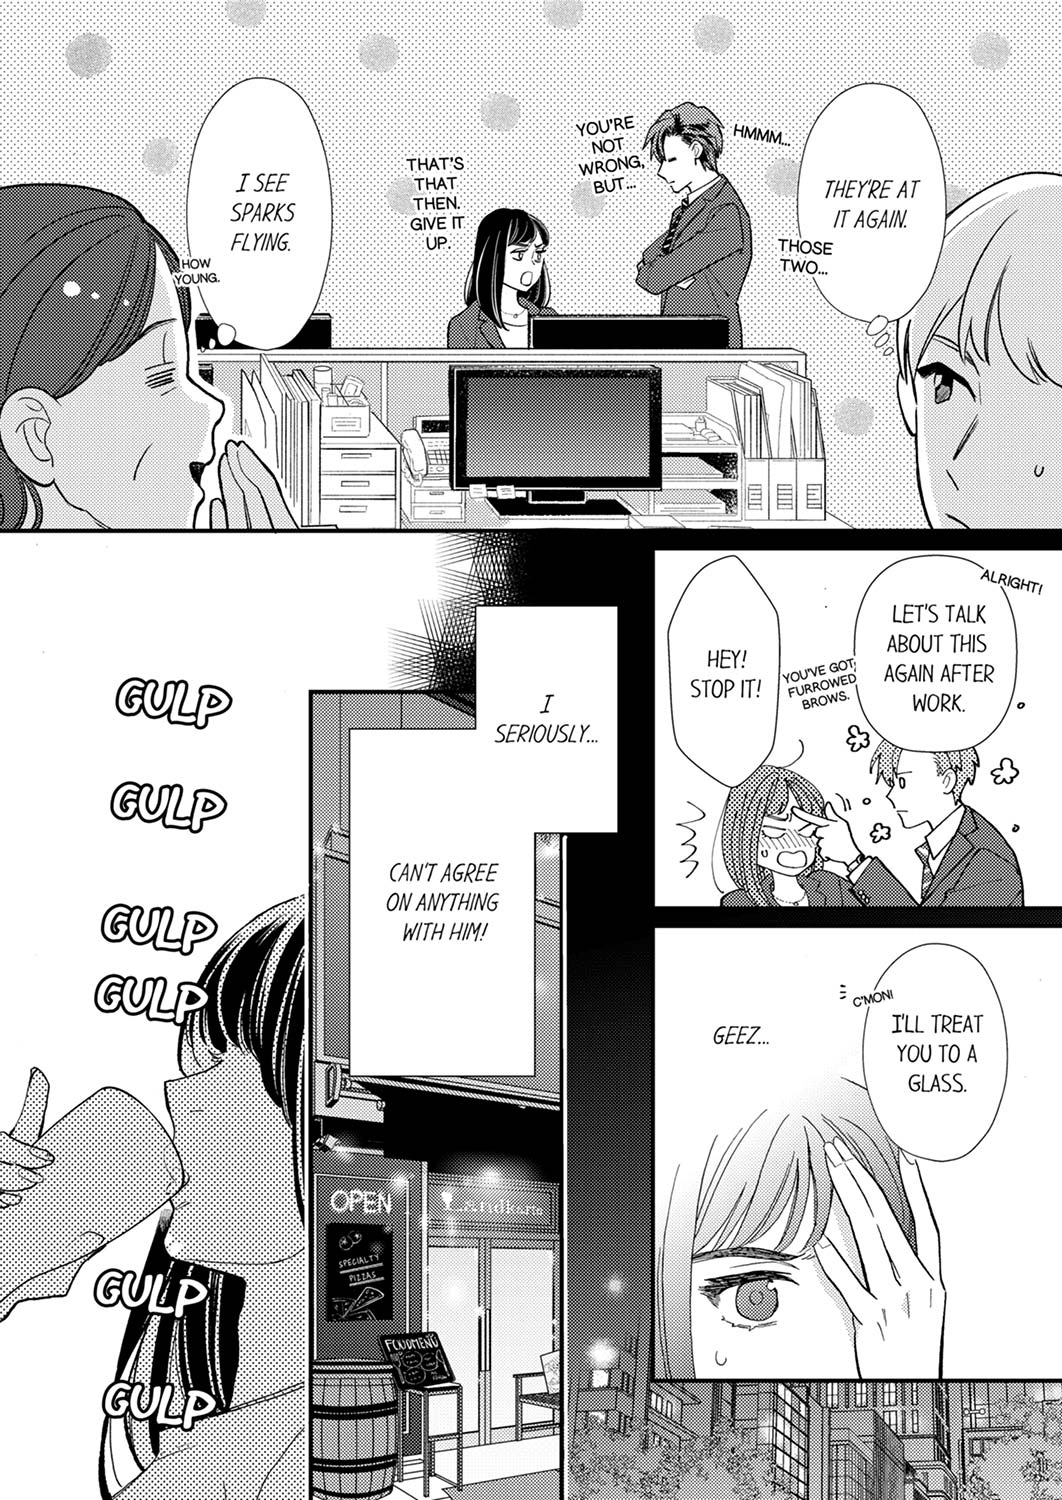 THEY'RE AT
IT AGAIN.
THOSE
TWO...
HMMM...
YOU'RE
NOT
WRONG,
BUT...
THAT'S
THAT
THEN.
GIVE IT
UP.
I SEE
SPARKS
FLYING.
HOW
YOUNG.
ALRIGHT!
LET'S TALK
ABOUT THIS
AGAIN AFTER
WORK.
YOU'VE GOT
FURROWED
BROWS.
HEY!
STOP IT!
C'MON!
I'LL TREAT
YOU TO A
GLASS.
GEEZ...
I
SERIOUSLY...
CAN'T AGREE
ON ANYTHING
WITH HIM!
OPEN
SPECIALTY
PIZZAS
FOODMENU
GULP
GULP
GULP
GULP
GULP
GULP